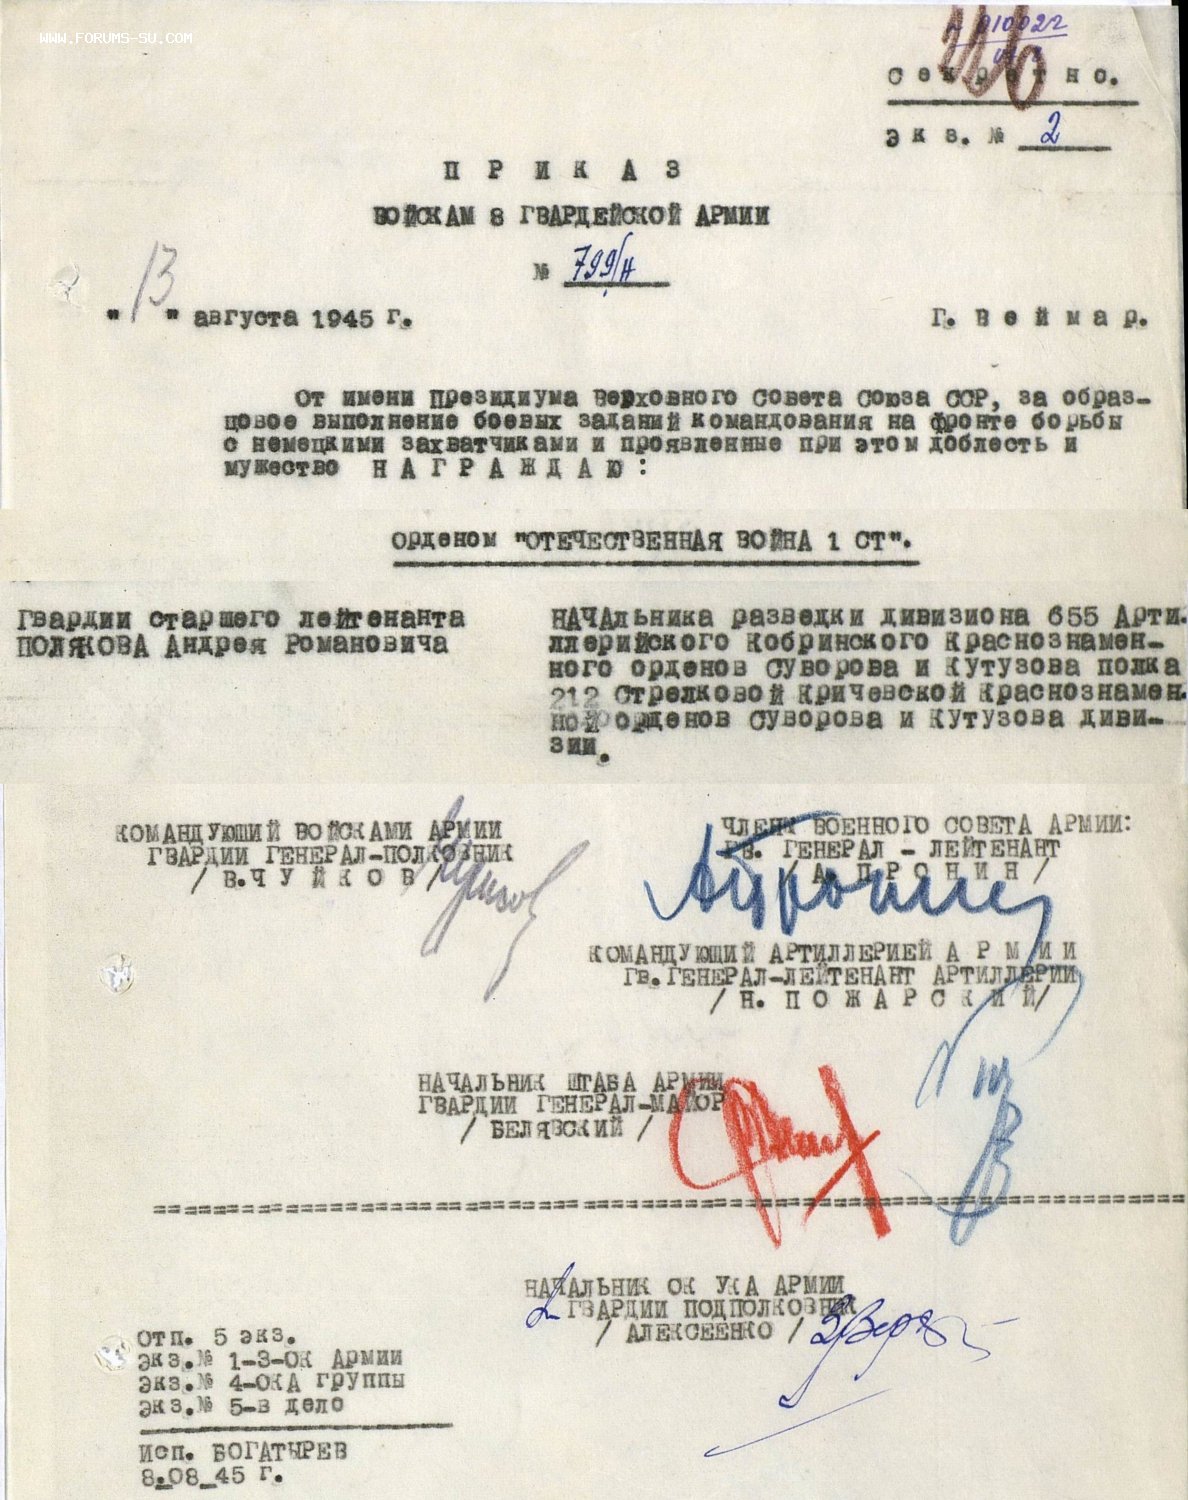 WWW.FORUMS-SU.COM
010022
Секретно.
Экз. № 2
ПРИКАЗ
ВОЙСКАМ 8 ГВАРДЕЙСКОЙ АРМИИ
№ 799/н
"13" августа 1945 г. г. Веймар.
От имени Президиума Верховного Совета Союза ССР, за образ-
цовое выполнение боевых заданий командования на фронте борьбы
с немецкими захватчиками и проявленные при этом доблесть и
мужество НАГРАЖДАЮ:
орденом "ОТЕЧЕСТВЕННАЯ ВОЙНА 1 СТ".
Гвардии старшего лейтенанта
ПОЛЯКОВА Андрея Романовича
НАЧАЛьника разведки дивизиона 655 Арти-
ллерийского Кобринского Краснознамен-
ного орденов Суворова и Кутузова полка
212 Стрелковой Кричевской Краснознамен-
ной орденов Суворова и Кутузова диви-
зии.
КОМАНДУЮЩИЙ ВОЙСКАМИ АРМИИ
ГВАРДИИ ГЕНЕРАЛ-ПОЛКОВНИК
/ В.ЧУЙКОВ /
ЧЛЕНЫ ВОЕННОГО СОВЕТА АРМИИ:
ГВ. ГЕНЕРАЛ - ЛЕЙТЕНАНТ
/ А. ПРОНИН /
КОМАНДУЮЩИЙ АРТИЛЛЕРИЕЙ АРМИИ
ГВ.ГЕНЕРАЛ-ЛЕЙТЕНАНТ АРТИЛЛЕРИИ
/ Н. ПОЖАРСКИЙ/
НАЧАЛЬНИК ШТАБА АРМИИ
ГВАРДИИ ГЕНЕРАЛ-МАЙОР
/ БЕЛЯВСКИЙ /
НАЧАЛЬНИК ОК УКА АРМИИ
ГВАРДИИ ПОДПОЛКОВНИК
/ АЛЕКСЕЕНКО /
Отп. 5 экз.
Экз.№ 1-3-ОК Армии
Экз.№ 4-ОКА группы
Экз.№ 5-в дело
Исп. БОГАТЫРЕВ
8_08_45 г.